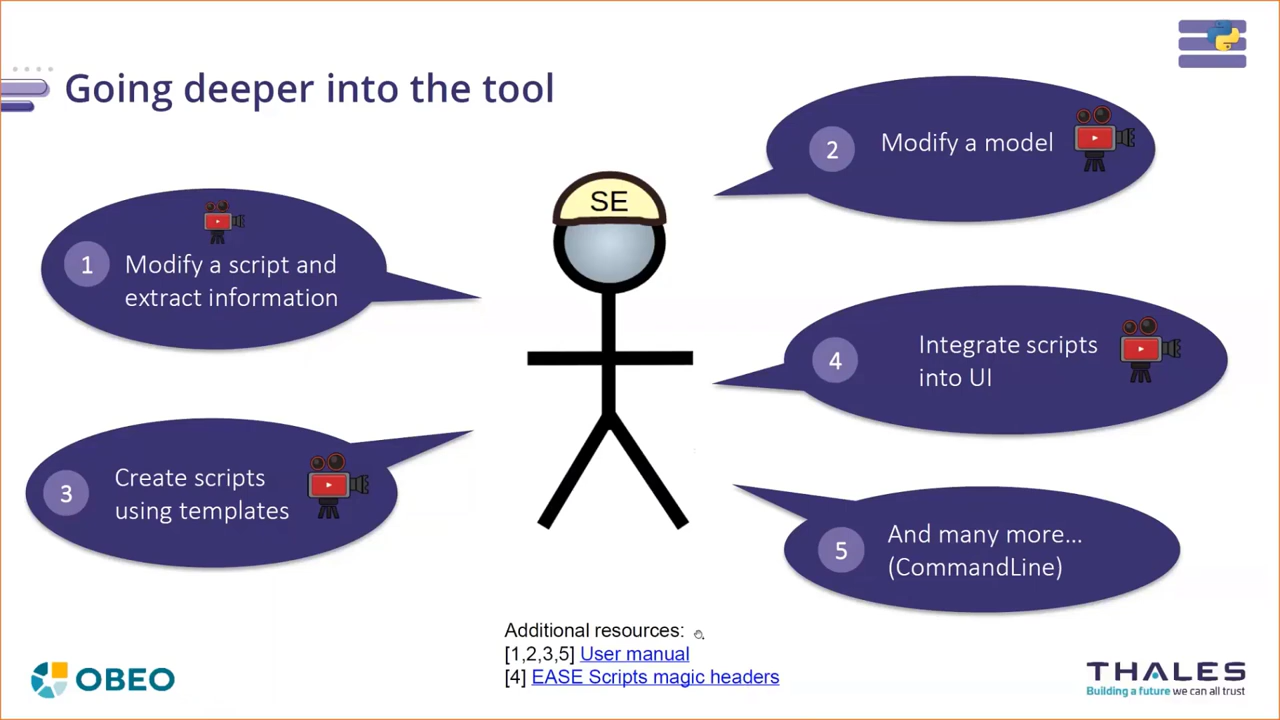 Going deeper into the tool
1
Modify a script and
extract information
2
Modify a model
SE
3
Create scripts
using templates
4
Integrate scripts
into UI
5
And many more...
(CommandLine)
Additional resources:
[1,2,3,5] User manual
[4] EASE Scripts magic headers
OBEO
THALES
Building a future we can all trust